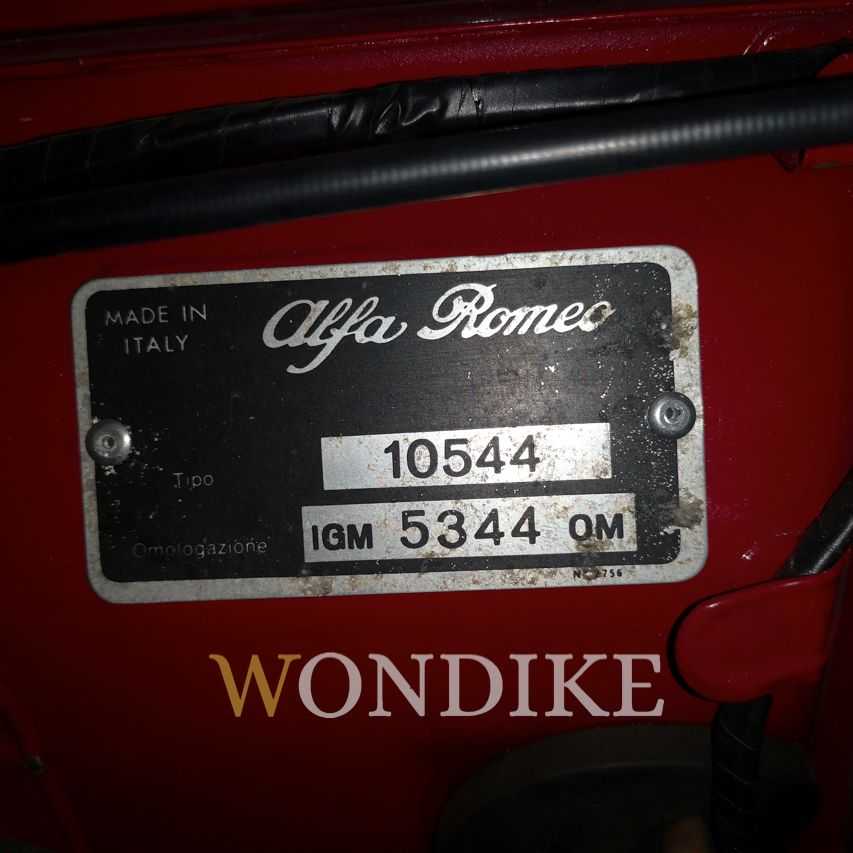 MADE IN
ITALY
Alfa Romeo
Tipo 10544
Omologazione IGM 5344 OM
WONDIKE